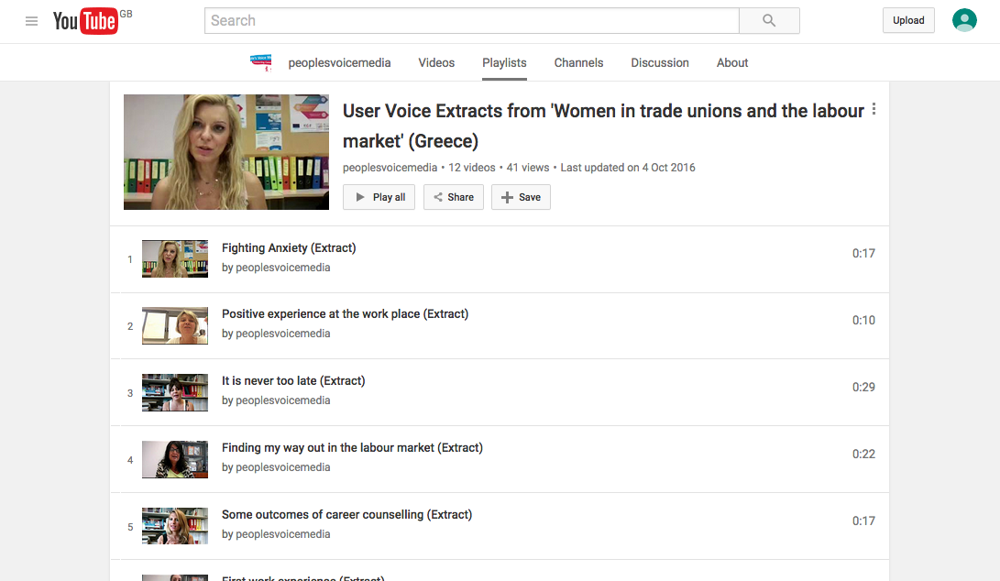 YouTube GB
Search
Upload
peoplesvoicemedia Videos Playlists Channels Discussion About
User Voice Extracts from 'Women in trade unions and the labour
market' (Greece)
peoplesvoicemedia • 12 videos • 41 views • Last updated on 4 Oct 2016
Play all Share Save
1 Fighting Anxiety (Extract) 0:17
by peoplesvoicemedia
2 Positive experience at the work place (Extract) 0:10
by peoplesvoicemedia
3 It is never too late (Extract) 0:29
by peoplesvoicemedia
4 Finding my way out in the labour market (Extract) 0:22
by peoplesvoicemedia
5 Some outcomes of career counselling (Extract) 0:17
by peoplesvoicemedia
First work experience (Extract)